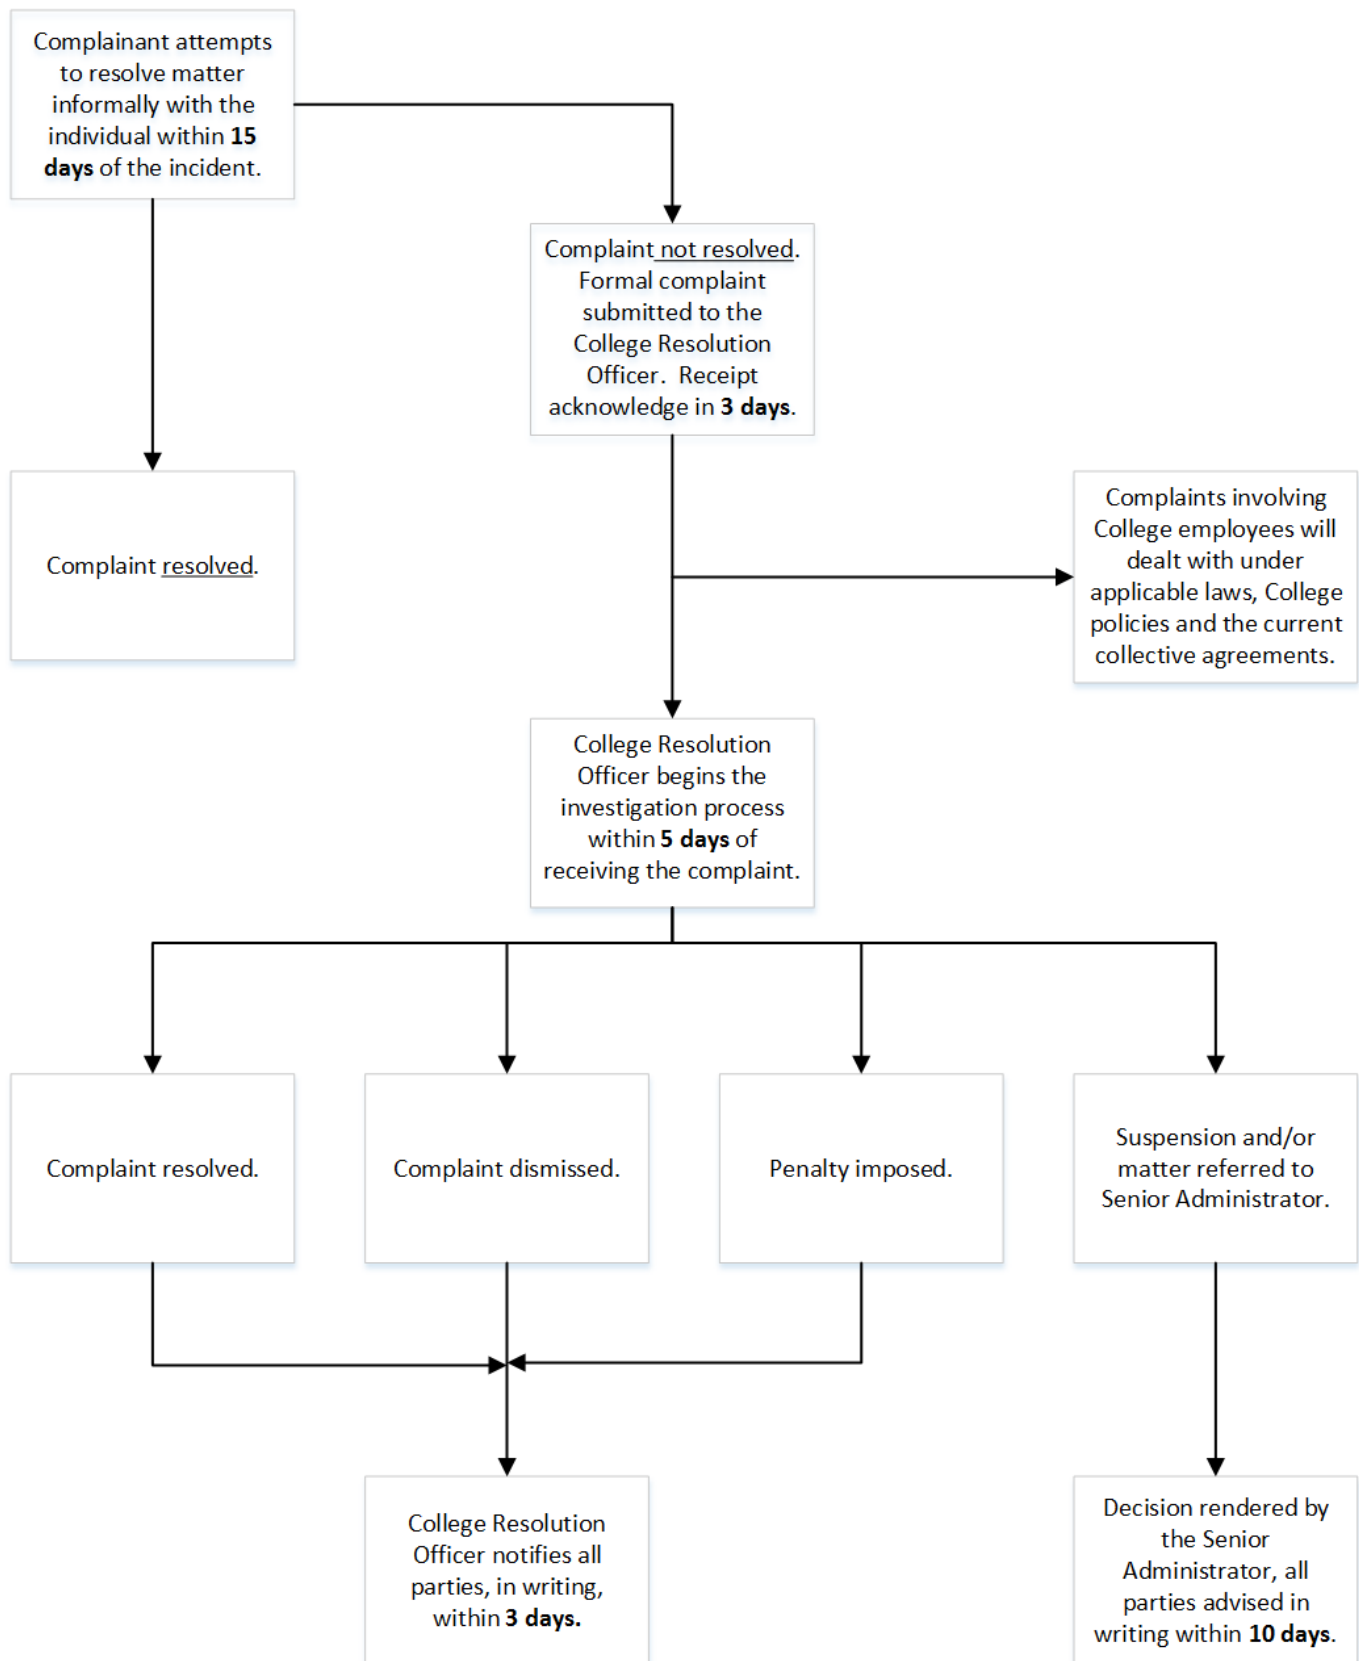 Complainant attempts
to resolve matter
informally with the
individual within 15
days of the incident.
Complaint not resolved.
Formal complaint
submitted to the
College Resolution
Officer.  Receipt
acknowledge in 3 days.
Complaint resolved.
Complaints involving
College employees will
dealt with under
applicable laws, College
policies and the current
collective agreements.
College Resolution
Officer begins the
investigation process
within 5 days of
receiving the complaint.
Complaint resolved.
Complaint dismissed.
Penalty imposed.
Suspension and/or
matter referred to
Senior Administrator.
College Resolution
Officer notifies all
parties, in writing,
within 3 days.
Decision rendered by
the Senior
Administrator, all
parties advised in
writing within 10 days.